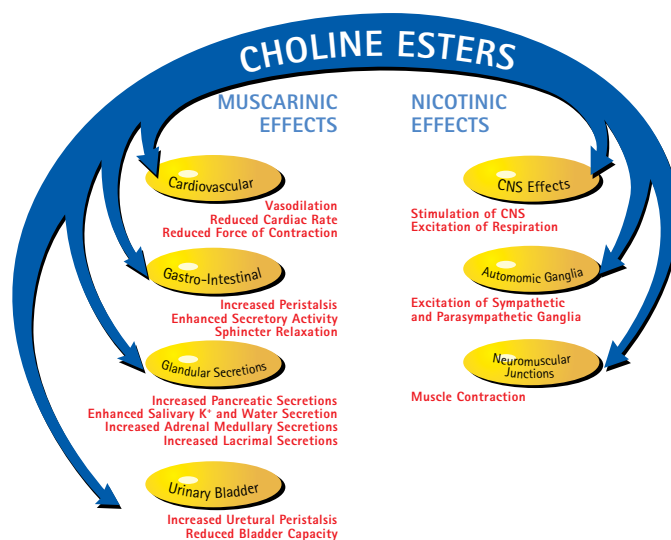 CHOLINE ESTERS
MUSCARINIC
EFFECTS
Cardiovascular
Vasodilation
Reduced Cardiac Rate
Reduced Force of Contraction
Gastro-Intestinal
Increased Peristalsis
Enhanced Secretory Activity
Sphincter Relaxation
Glandular Secretions
Increased Pancreatic Secretions
Enhanced Salivary K⁺ and Water Secretion
Increased Adrenal Medullary Secretions
Increased Lacrimal Secretions
Urinary Bladder
Increased Uretural Peristalsis
Reduced Bladder Capacity
NICOTINIC
EFFECTS
CNS Effects
Stimulation of CNS
Excitation of Respiration
Automomic Ganglia
Excitation of Sympathetic
and Parasympathetic Ganglia
Neuromuscular
Junctions
Muscle Contraction